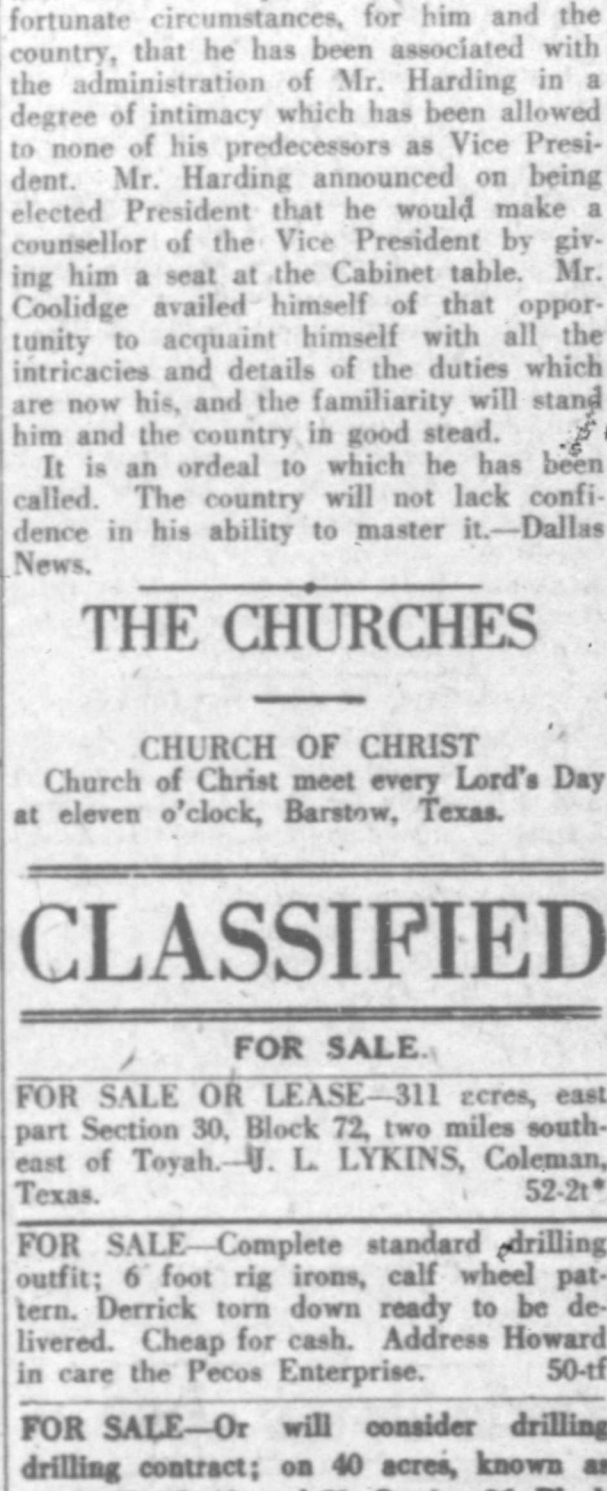 fortunate circumstances, for him and the
country, that he has been associated with
the administration of Mr. Harding in a
degree of intimacy which has been allowed
to none of his predecessors as Vice Presi-
dent. Mr. Harding announced on being
elected President that he would make a
counsellor of the Vice President by giv-
ing him a seat at the Cabinet table. Mr.
Coolidge availed himself of that oppor-
tunity to acquaint himself with all the
intricacies and details of the duties which
are now his, and the familiarity will stand
him and the country in good stead.
It is an ordeal to which he has been
called. The country will not lack confi-
dence in his ability to master it.—Dallas
News.
THE CHURCHES
CHURCH OF CHRIST
Church of Christ meet every Lord's Day
at eleven o'clock, Barstow, Texas.
CLASSIFIED
FOR SALE.
FOR SALE OR LEASE—311 acres, east
part Section 30, Block 72, two miles south-
east of Toyah.—J. L. LYKINS, Coleman,
Texas. 52-2t*
FOR SALE—Complete standard drilling
outfit; 6 foot rig irons, calf wheel pat-
tern. Derrick torn down ready to be de-
livered. Cheap for cash. Address Howard
in care the Pecos Enterprise. 50-tf
FOR SALE—Or will consider drilling
drilling contract; on 40 acres, known as